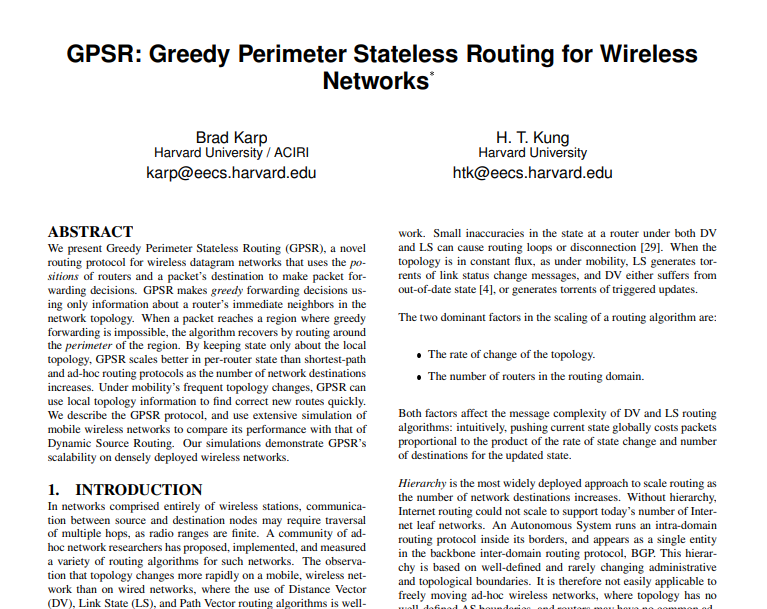 GPSR: Greedy Perimeter Stateless Routing for Wireless
Networks*
Brad Karp
Harvard University / ACIRI
karp@eecs.harvard.edu
H. T. Kung
Harvard University
htk@eecs.harvard.edu
ABSTRACT
We present Greedy Perimeter Stateless Routing (GPSR), a novel
routing protocol for wireless datagram networks that uses the po-
sitions of routers and a packet's destination to make packet for-
warding decisions. GPSR makes greedy forwarding decisions us-
ing only information about a router's immediate neighbors in the
network topology. When a packet reaches a region where greedy
forwarding is impossible, the algorithm recovers by routing around
the perimeter of the region. By keeping state only about the local
topology, GPSR scales better in per-router state than shortest-path
and ad-hoc routing protocols as the number of network destinations
increases. Under mobility's frequent topology changes, GPSR can
use local topology information to find correct new routes quickly.
We describe the GPSR protocol, and use extensive simulation of
mobile wireless networks to compare its performance with that of
Dynamic Source Routing. Our simulations demonstrate GPSR's
scalability on densely deployed wireless networks.
1. INTRODUCTION
In networks comprised entirely of wireless stations, communica-
tion between source and destination nodes may require traversal
of multiple hops, as radio ranges are finite. A community of ad-
hoc network researchers has proposed, implemented, and measured
a variety of routing algorithms for such networks. The observa-
tion that topology changes more rapidly on a mobile, wireless net-
work than on wired networks, where the use of Distance Vector
(DV), Link State (LS), and Path Vector routing algorithms is well-
work. Small inaccuracies in the state at a router under both DV
and LS can cause routing loops or disconnection [29]. When the
topology is in constant flux, as under mobility, LS generates tor-
rents of link status change messages, and DV either suffers from
out-of-date state [4], or generates torrents of triggered updates.
The two dominant factors in the scaling of a routing algorithm are:
• The rate of change of the topology.
• The number of routers in the routing domain.
Both factors affect the message complexity of DV and LS routing
algorithms: intuitively, pushing current state globally costs packets
proportional to the product of the rate of state change and number
of destinations for the updated state.
Hierarchy is the most widely deployed approach to scale routing as
the number of network destinations increases. Without hierarchy,
Internet routing could not scale to support today's number of Inter-
net leaf networks. An Autonomous System runs an intra-domain
routing protocol inside its borders, and appears as a single entity
in the backbone inter-domain routing protocol, BGP. This hierar-
chy is based on well-defined and rarely changing administrative
and topological boundaries. It is therefore not easily applicable to
freely moving ad-hoc wireless networks, where topology has no
well-defined AS boundaries, and routers may have no common ad-